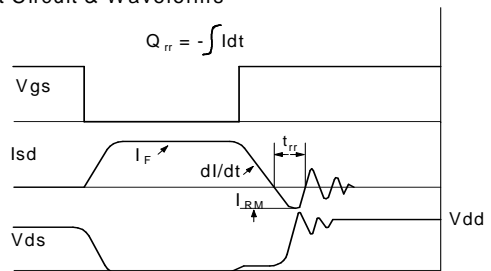 t Circuit & Waveforms
Q rr = - ∫ Idt
Vgs
t rr
Isd
I F
dI/dt
I RM
Vdd
Vds